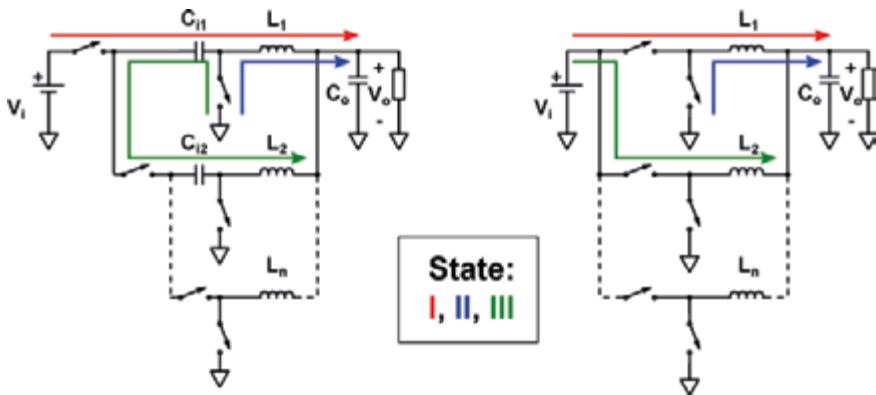 Ci1 L1
+ Vi
Co + Vo -
Ci2 L2
Ln
State:
I, II, III
L1
+ Vi
Co + Vo -
L2
Ln